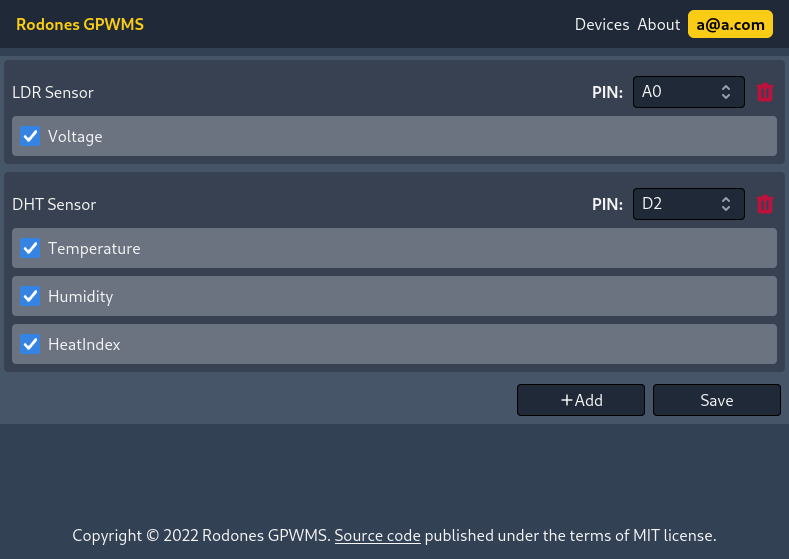 Rodones GPWMS Devices About a@a.com
LDR Sensor PIN: A0
Voltage
DHT Sensor PIN: D2
Temperature
Humidity
HeatIndex
+Add Save
Copyright © 2022 Rodones GPWMS. Source code published under the terms of MIT license.